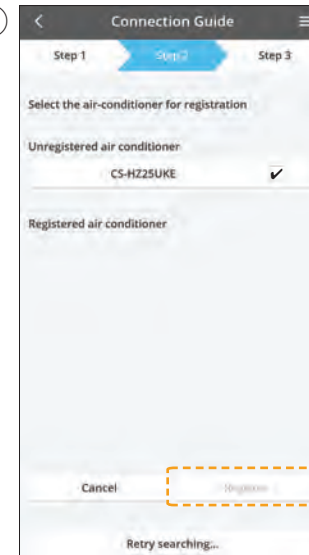 Connection Guide
Step 1 Step 2 Step 3
Select the air-conditioner for registration
Unregistered air conditioner
CS-HZ25UKE ✔
Registered air conditioner
Cancel Register
Retry searching...